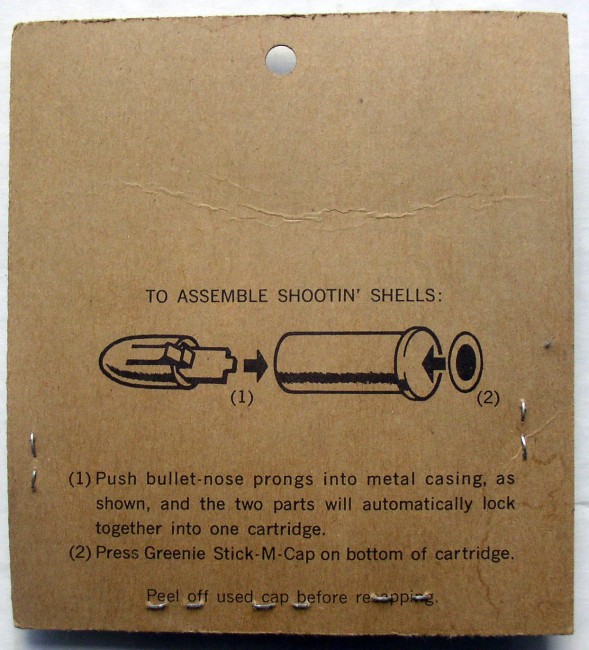 TO ASSEMBLE SHOOTIN' SHELLS:
(1) (2)
(1) Push bullet-nose prongs into metal casing, as
shown, and the two parts will automatically lock
together into one cartridge.
(2) Press Greenie Stick-M-Cap on bottom of cartridge.
Peel off used cap before recapping.